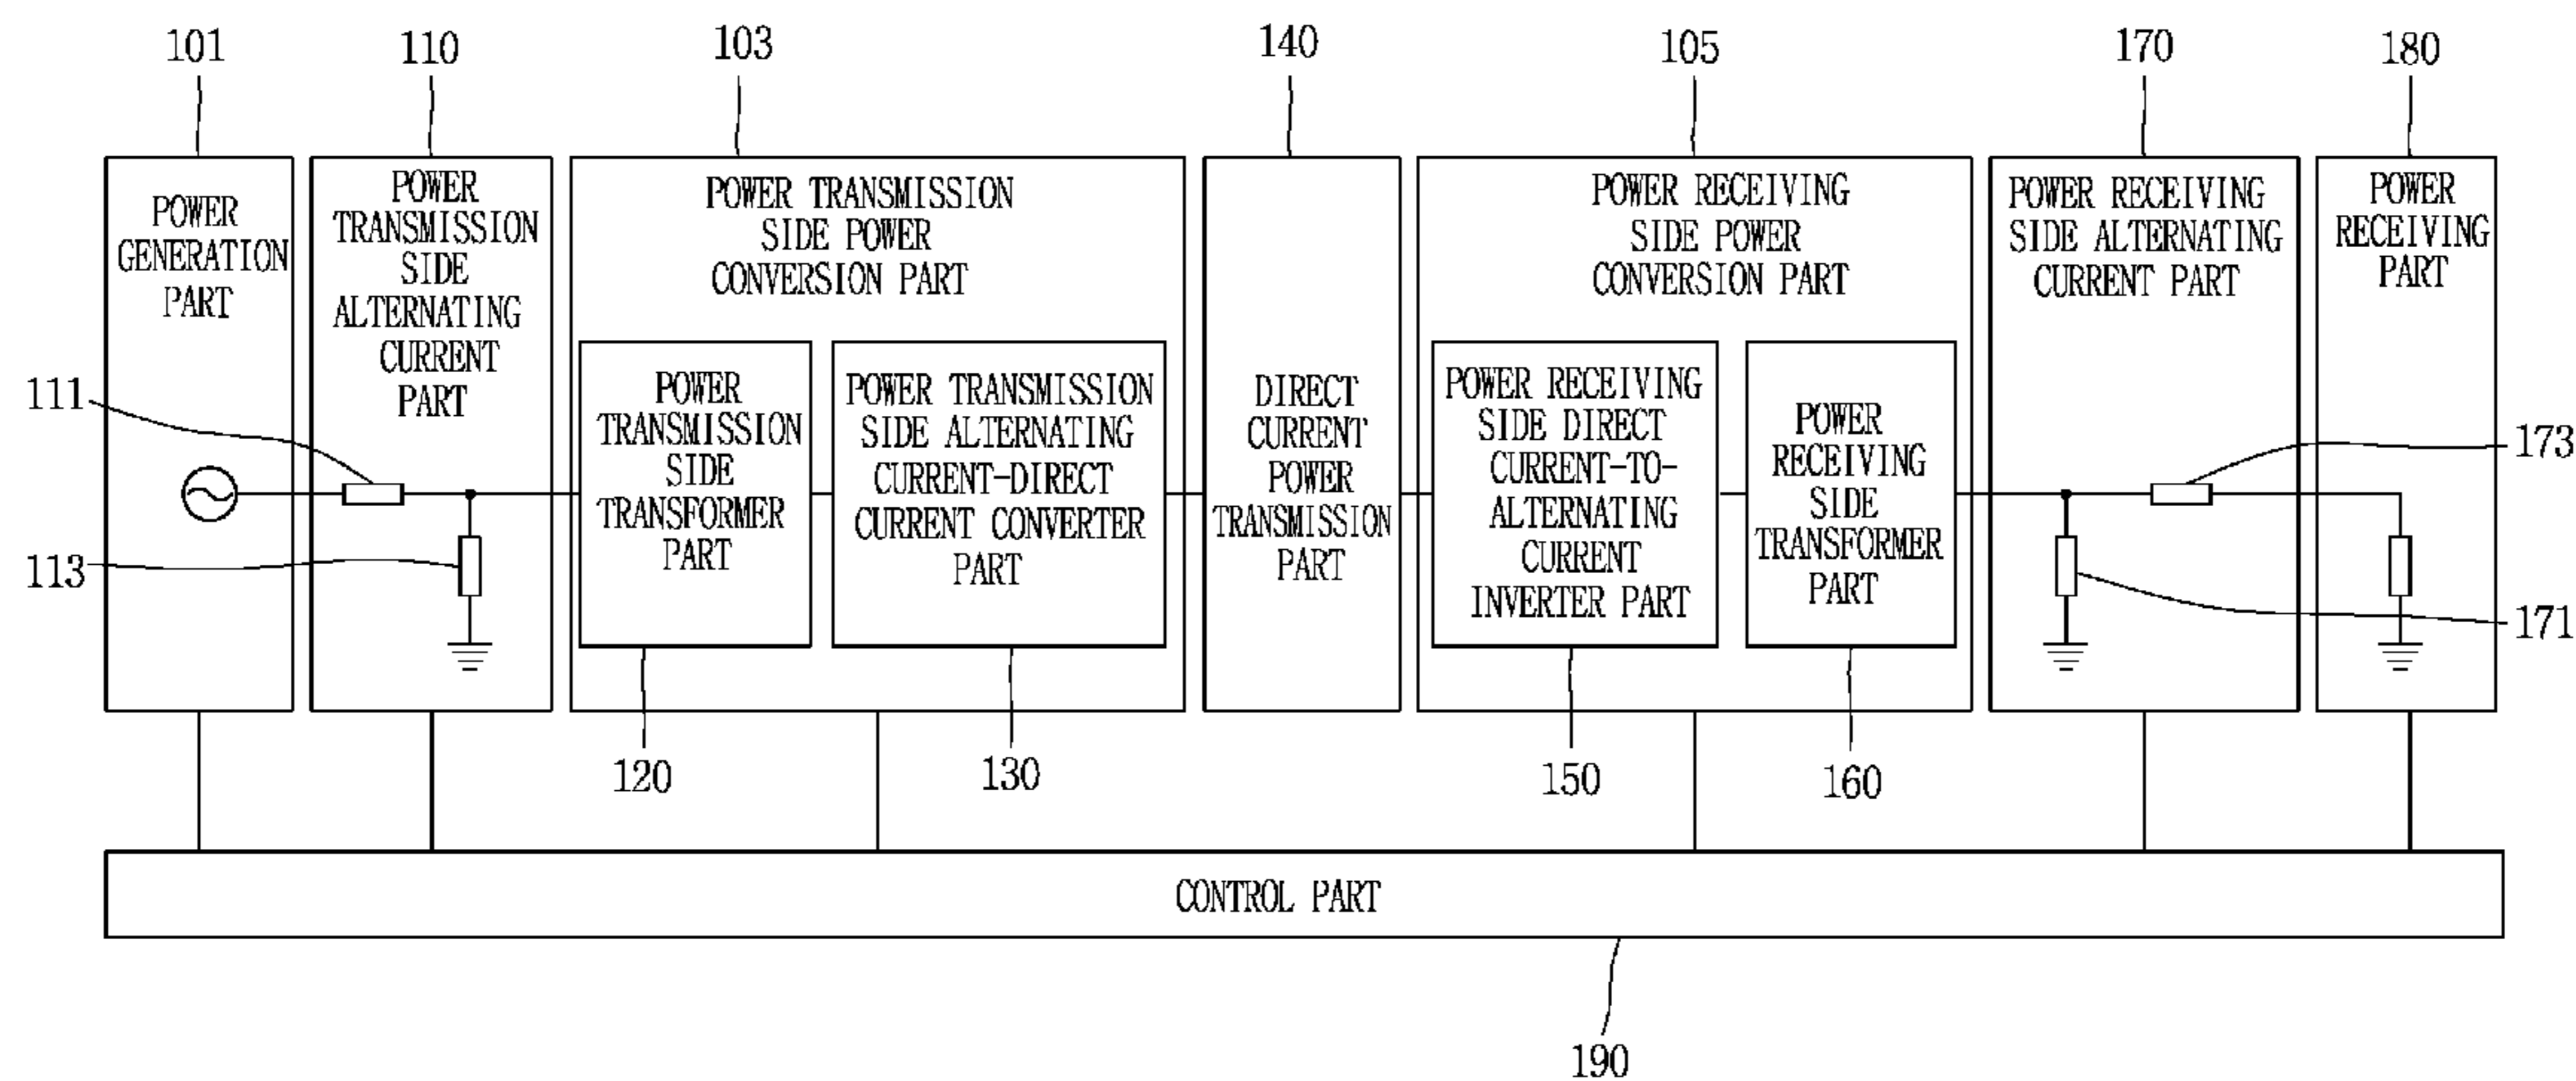 101
110
103
140
105
170
180
POWER
GENERATION
PART
POWER
TRANSMISSION
SIDE
ALTERNATING
CURRENT
PART
POWER TRANSMISSION
SIDE POWER
CONVERSION PART
POWER RECEIVING
SIDE POWER
CONVERSION PART
POWER RECEIVING
SIDE ALTERNATING
CURRENT PART
POWER
RECEIVING
PART
111
113
POWER
TRANSMISSION
SIDE
TRANSFORMER
PART
POWER TRANSMISSION
SIDE ALTERNATING
CURRENT-DIRECT
CURRENT CONVERTER
PART
DIRECT
CURRENT
POWER
TRANSMISSION
PART
POWER RECEIVING
SIDE DIRECT
CURRENT-TO-
ALTERNATING
CURRENT
INVERTER PART
POWER
RECEIVING
SIDE
TRANSFORMER
PART
173
171
120
130
150
160
CONTROL PART
190